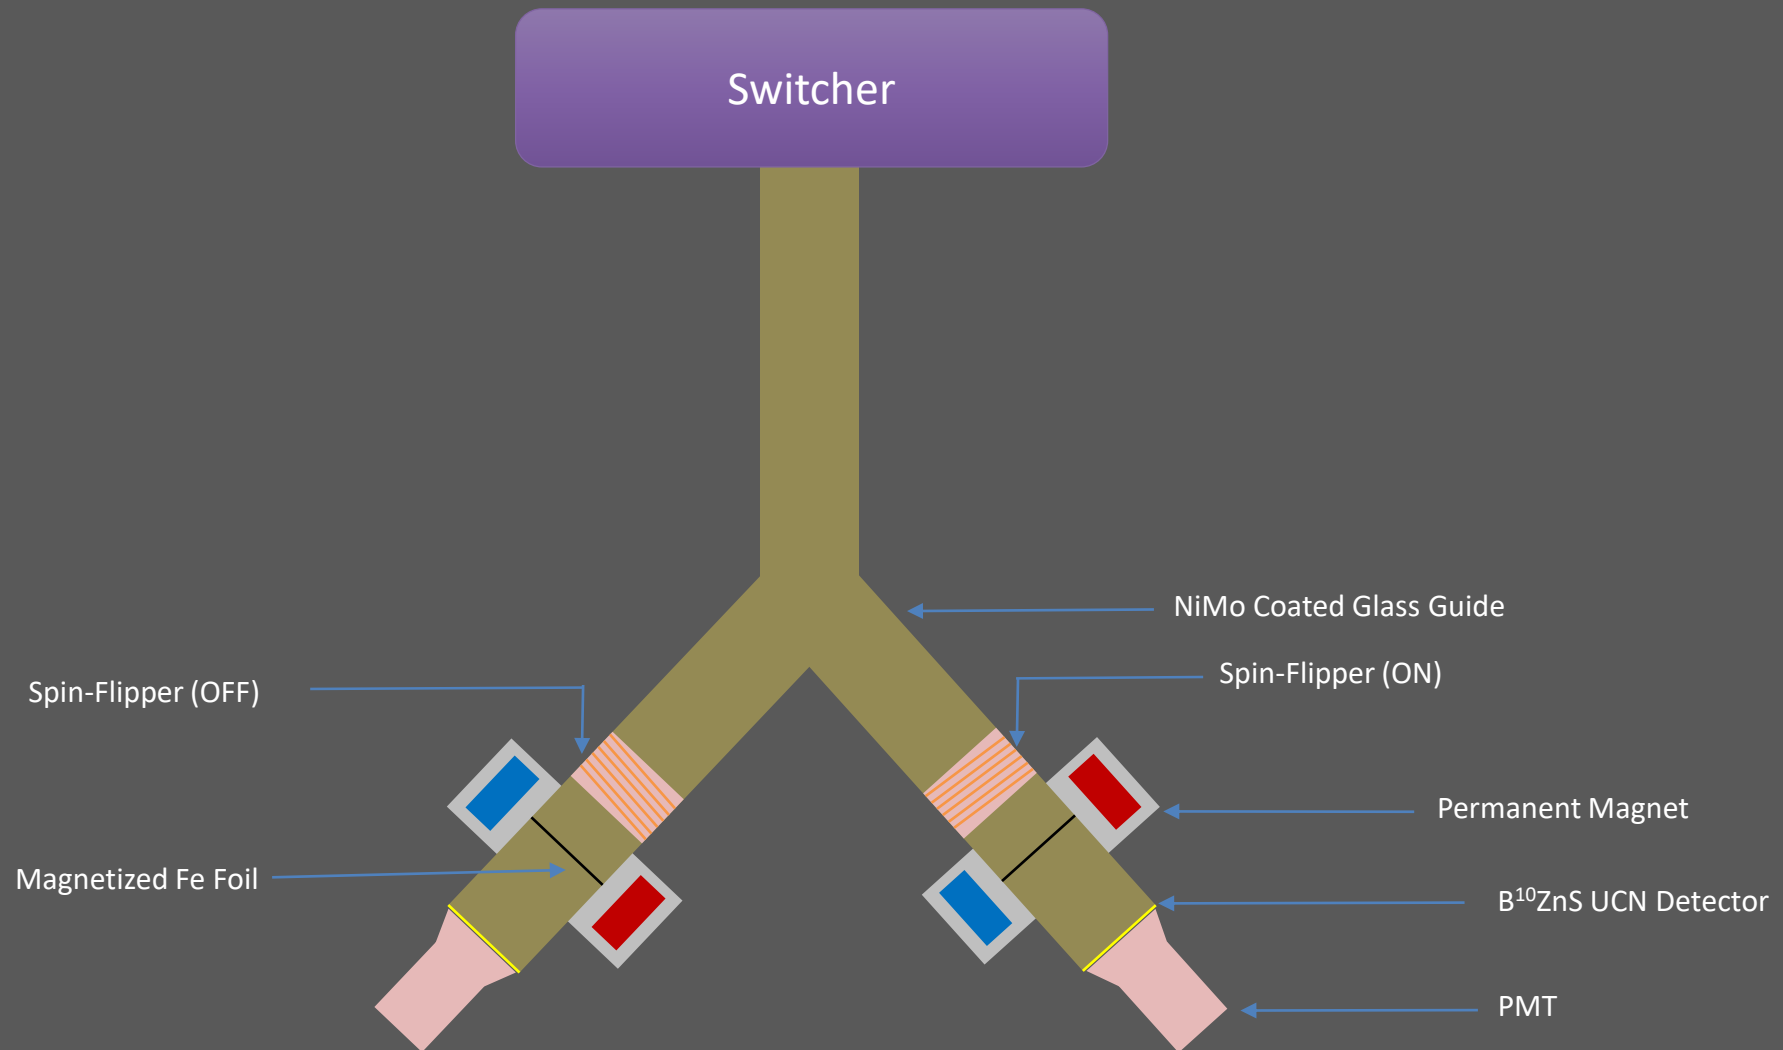 Switcher
NiMo Coated Glass Guide
Spin-Flipper (ON)
Spin-Flipper (OFF)
Permanent Magnet
Magnetized Fe Foil
B¹⁰ZnS UCN Detector
PMT